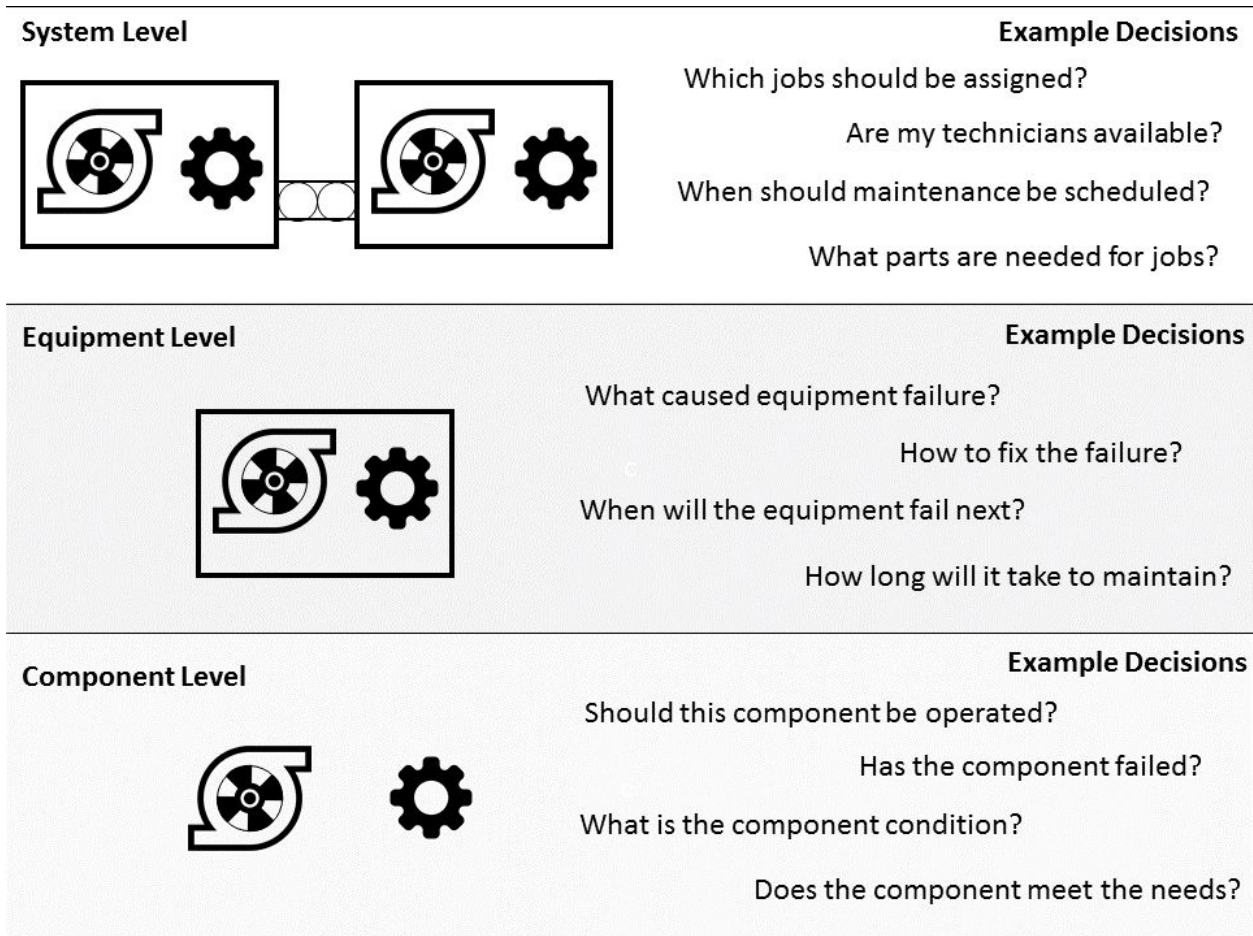 System Level
Example Decisions
Which jobs should be assigned?
Are my technicians available?
When should maintenance be scheduled?
What parts are needed for jobs?
Equipment Level
Example Decisions
What caused equipment failure?
How to fix the failure?
When will the equipment fail next?
How long will it take to maintain?
Component Level
Example Decisions
Should this component be operated?
Has the component failed?
What is the component condition?
Does the component meet the needs?